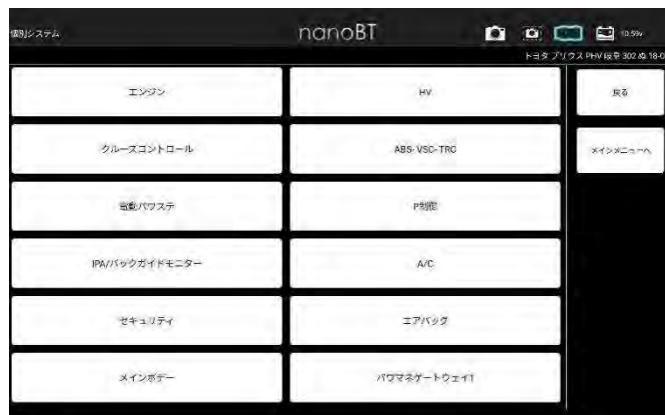 個別システム
nanoBT
10.59v
トヨタ プリウス PHV 岐阜 302 ぬ 18-0
エンジン
HV
戻る
クルーズコントロール
ABS・VSC・TRC
メインメニューへ
電動パワステ
P制御
IPA/バックガイドモニター
A/C
セキュリティ
エアバッグ
メインボデー
パワマネゲートウェイ1